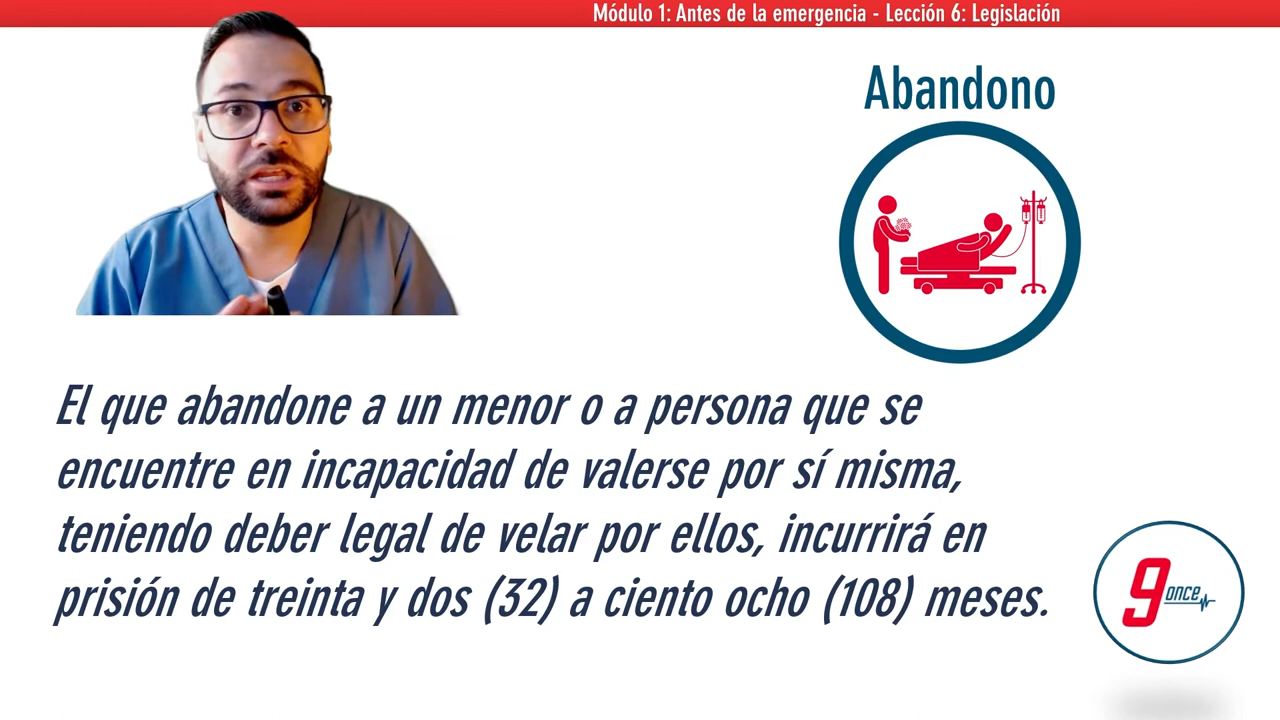 Módulo 1: Antes de la emergencia - Lección 6: Legislación
Abandono
El que abandone a un menor o a persona que se
encuentre en incapacidad de valerse por sí misma,
teniendo deber legal de velar por ellos, incurrirá en
prisión de treinta y dos (32) a ciento ocho (108) meses.
9once